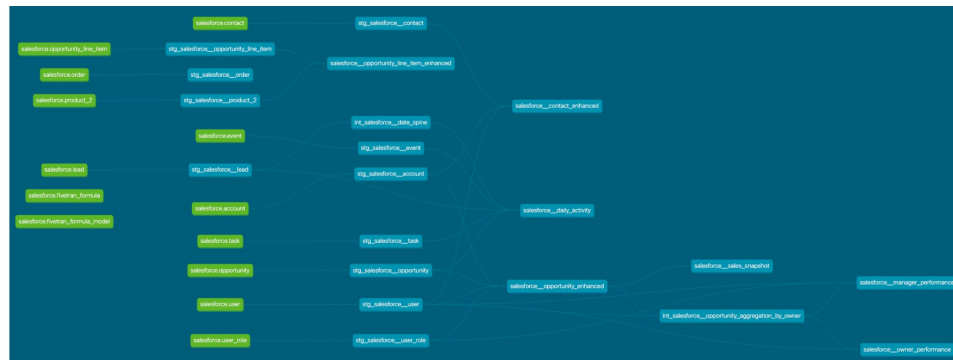 salesforce.contact
stg_salesforce__contact
salesforce.opportunity_line_item
stg_salesforce__opportunity_line_item
salesforce__opportunity_line_item_enhanced
salesforce.order
stg_salesforce__order
salesforce.product_2
stg_salesforce__product_2
salesforce__contact_enhanced
int_salesforce__date_spine
salesforce.event
stg_salesforce__event
salesforce.lead
stg_salesforce__lead
stg_salesforce__account
salesforce.fivetran_formula
salesforce.account
salesforce__daily_activity
salesforce.fivetran_formula_model
salesforce.task
stg_salesforce__task
salesforce.opportunity
stg_salesforce__opportunity
salesforce__sales_snapshot
salesforce__opportunity_enhanced
salesforce__manager_performance
salesforce.user
stg_salesforce__user
int_salesforce__opportunity_aggregation_by_owner
salesforce.user_role
stg_salesforce__user_role
salesforce__owner_performance